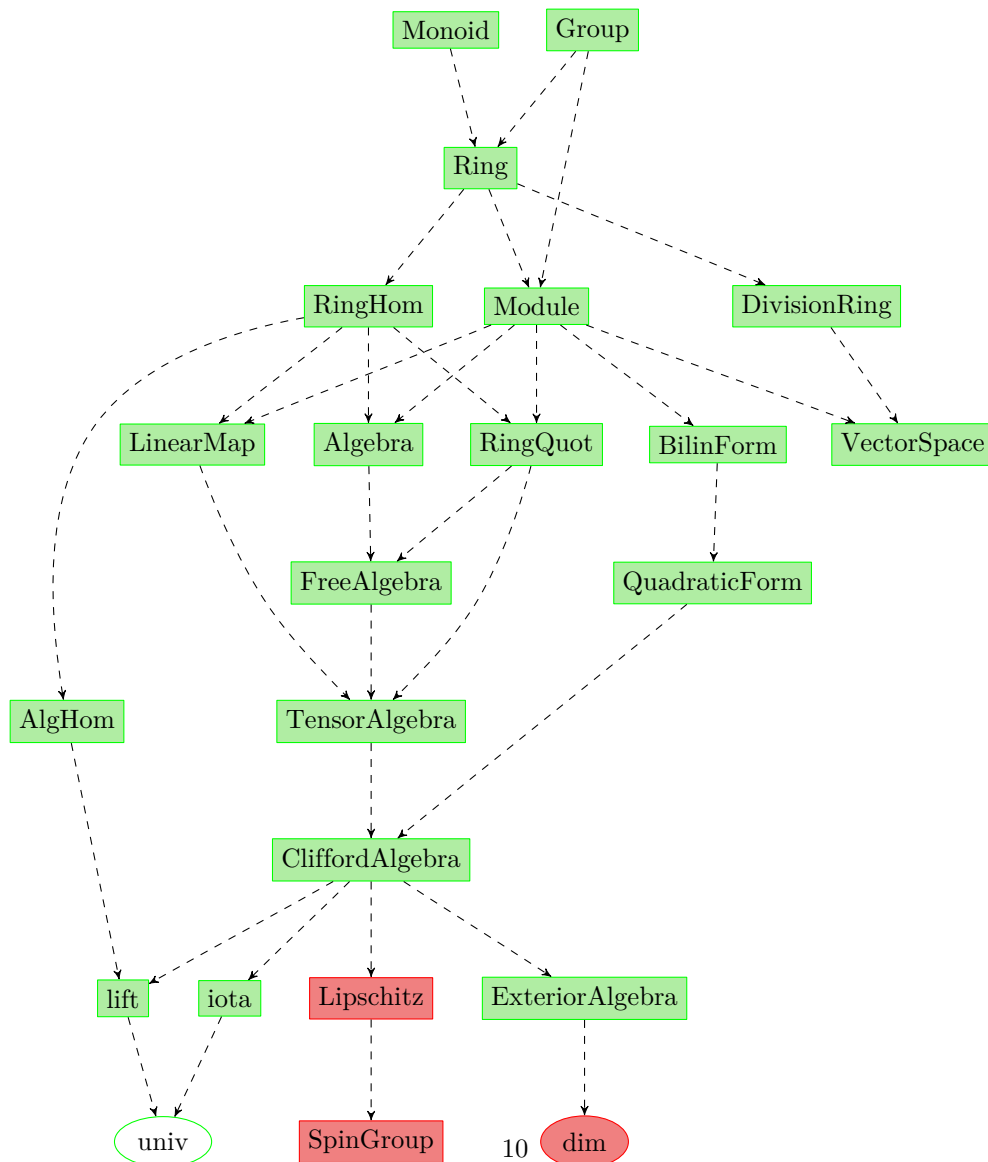 Monoid Group
Ring
RingHom Module DivisionRing
LinearMap Algebra RingQuot BilinForm VectorSpace
FreeAlgebra QuadraticForm
AlgHom TensorAlgebra
CliffordAlgebra
lift iota Lipschitz ExteriorAlgebra
univ SpinGroup dim
10